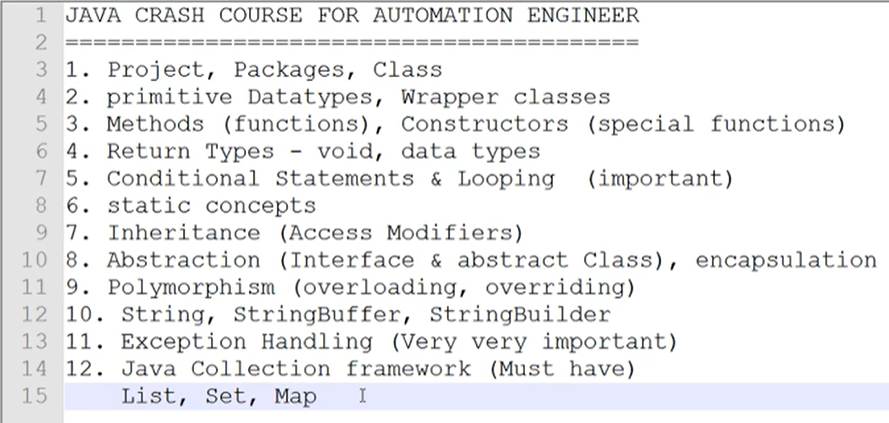 1 JAVA CRASH COURSE FOR AUTOMATION ENGINEER
2 =========================================
3 1. Project, Packages, Class
4 2. primitive Datatypes, Wrapper classes
5 3. Methods (functions), Constructors (special functions)
6 4. Return Types - void, data types
7 5. Conditional Statements & Looping  (important)
8 6. static concepts
9 7. Inheritance (Access Modifiers)
10 8. Abstraction (Interface & abstract Class), encapsulation
11 9. Polymorphism (overloading, overriding)
12 10. String, StringBuffer, StringBuilder
13 11. Exception Handling (Very very important)
14 12. Java Collection framework (Must have)
15     List, Set, Map